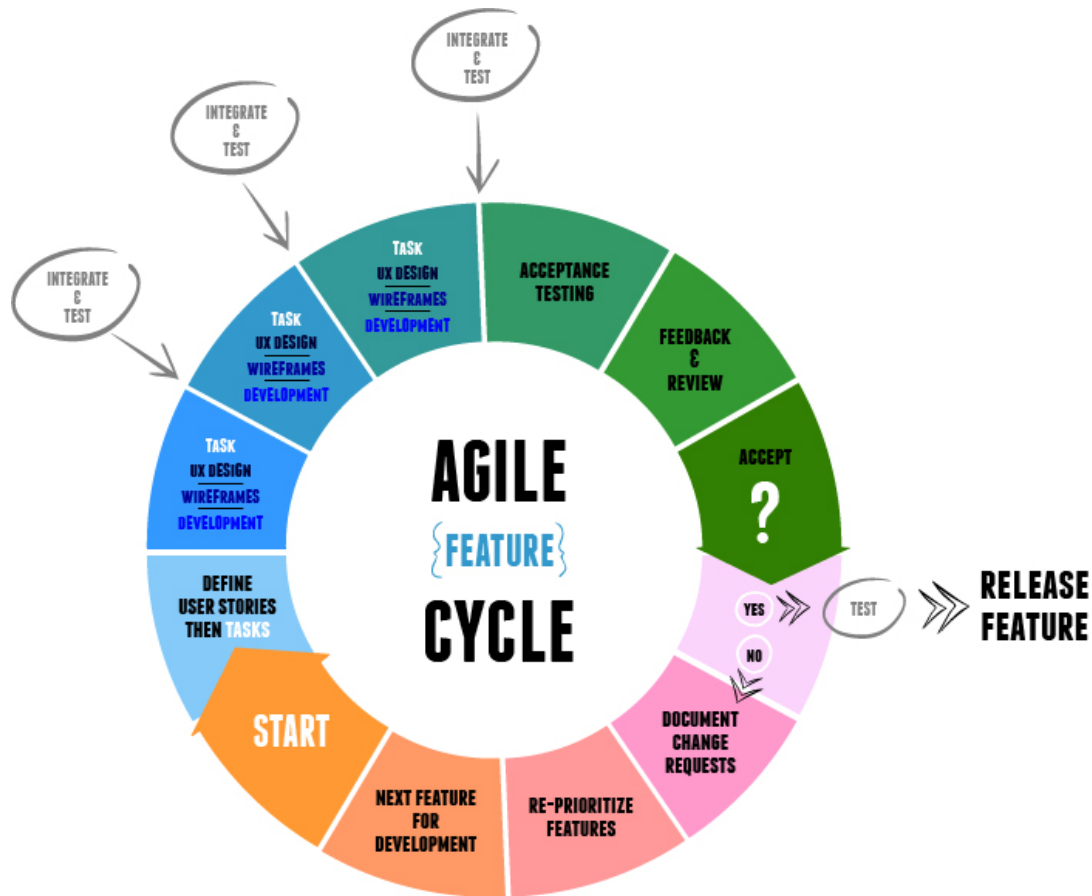 INTEGRATE
&
TEST
INTEGRATE
&
TEST
INTEGRATE
&
TEST
TASK
UX DESIGN
WIREFRAMES
DEVELOPMENT
TASK
UX DESIGN
WIREFRAMES
DEVELOPMENT
TASK
UX DESIGN
WIREFRAMES
DEVELOPMENT
ACCEPTANCE
TESTING
FEEDBACK
&
REVIEW
ACCEPT
?
AGILE
{FEATURE}
CYCLE
DEFINE
USER STORIES
THEN TASKS
YES
TEST
RELEASE
FEATURE
NO
START
DOCUMENT
CHANGE
REQUESTS
RE-PRIORITIZE
FEATURES
NEXT FEATURE
FOR
DEVELOPMENT